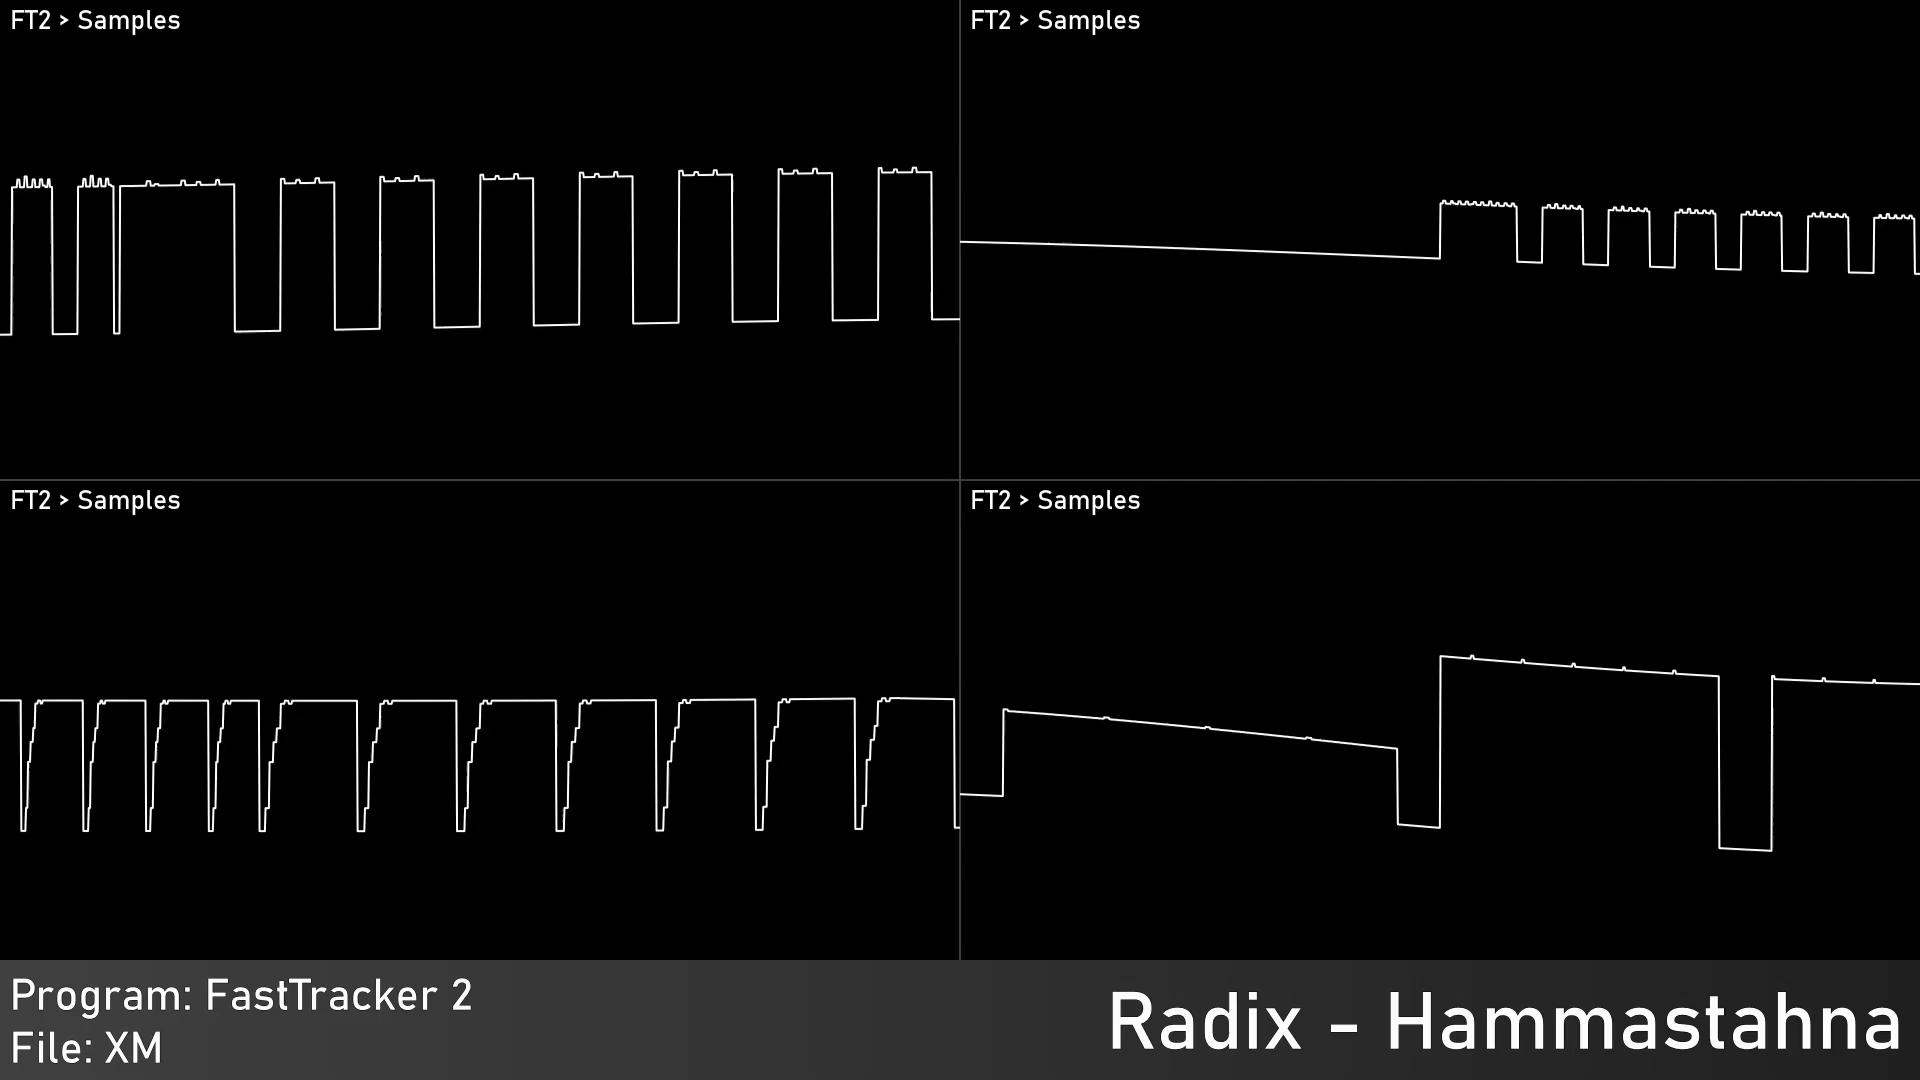 FT2 > Samples
FT2 > Samples
FT2 > Samples
FT2 > Samples
Program: FastTracker 2
File: XM
Radix - Hammastahna